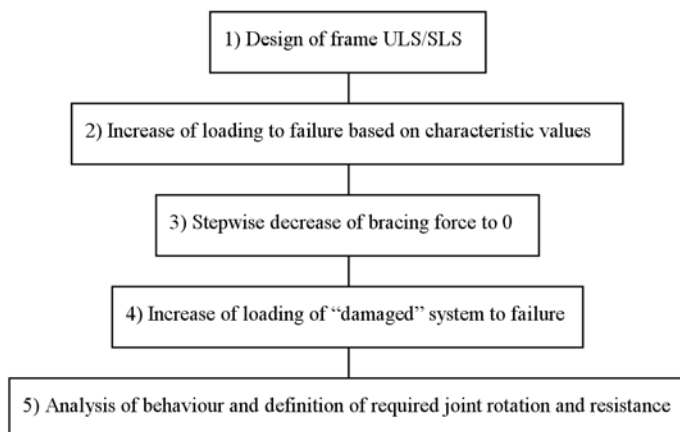 1) Design of frame ULS/SLS
2) Increase of loading to failure based on characteristic values
3) Stepwise decrease of bracing force to 0
4) Increase of loading of “damaged” system to failure
5) Analysis of behaviour and definition of required joint rotation and resistance